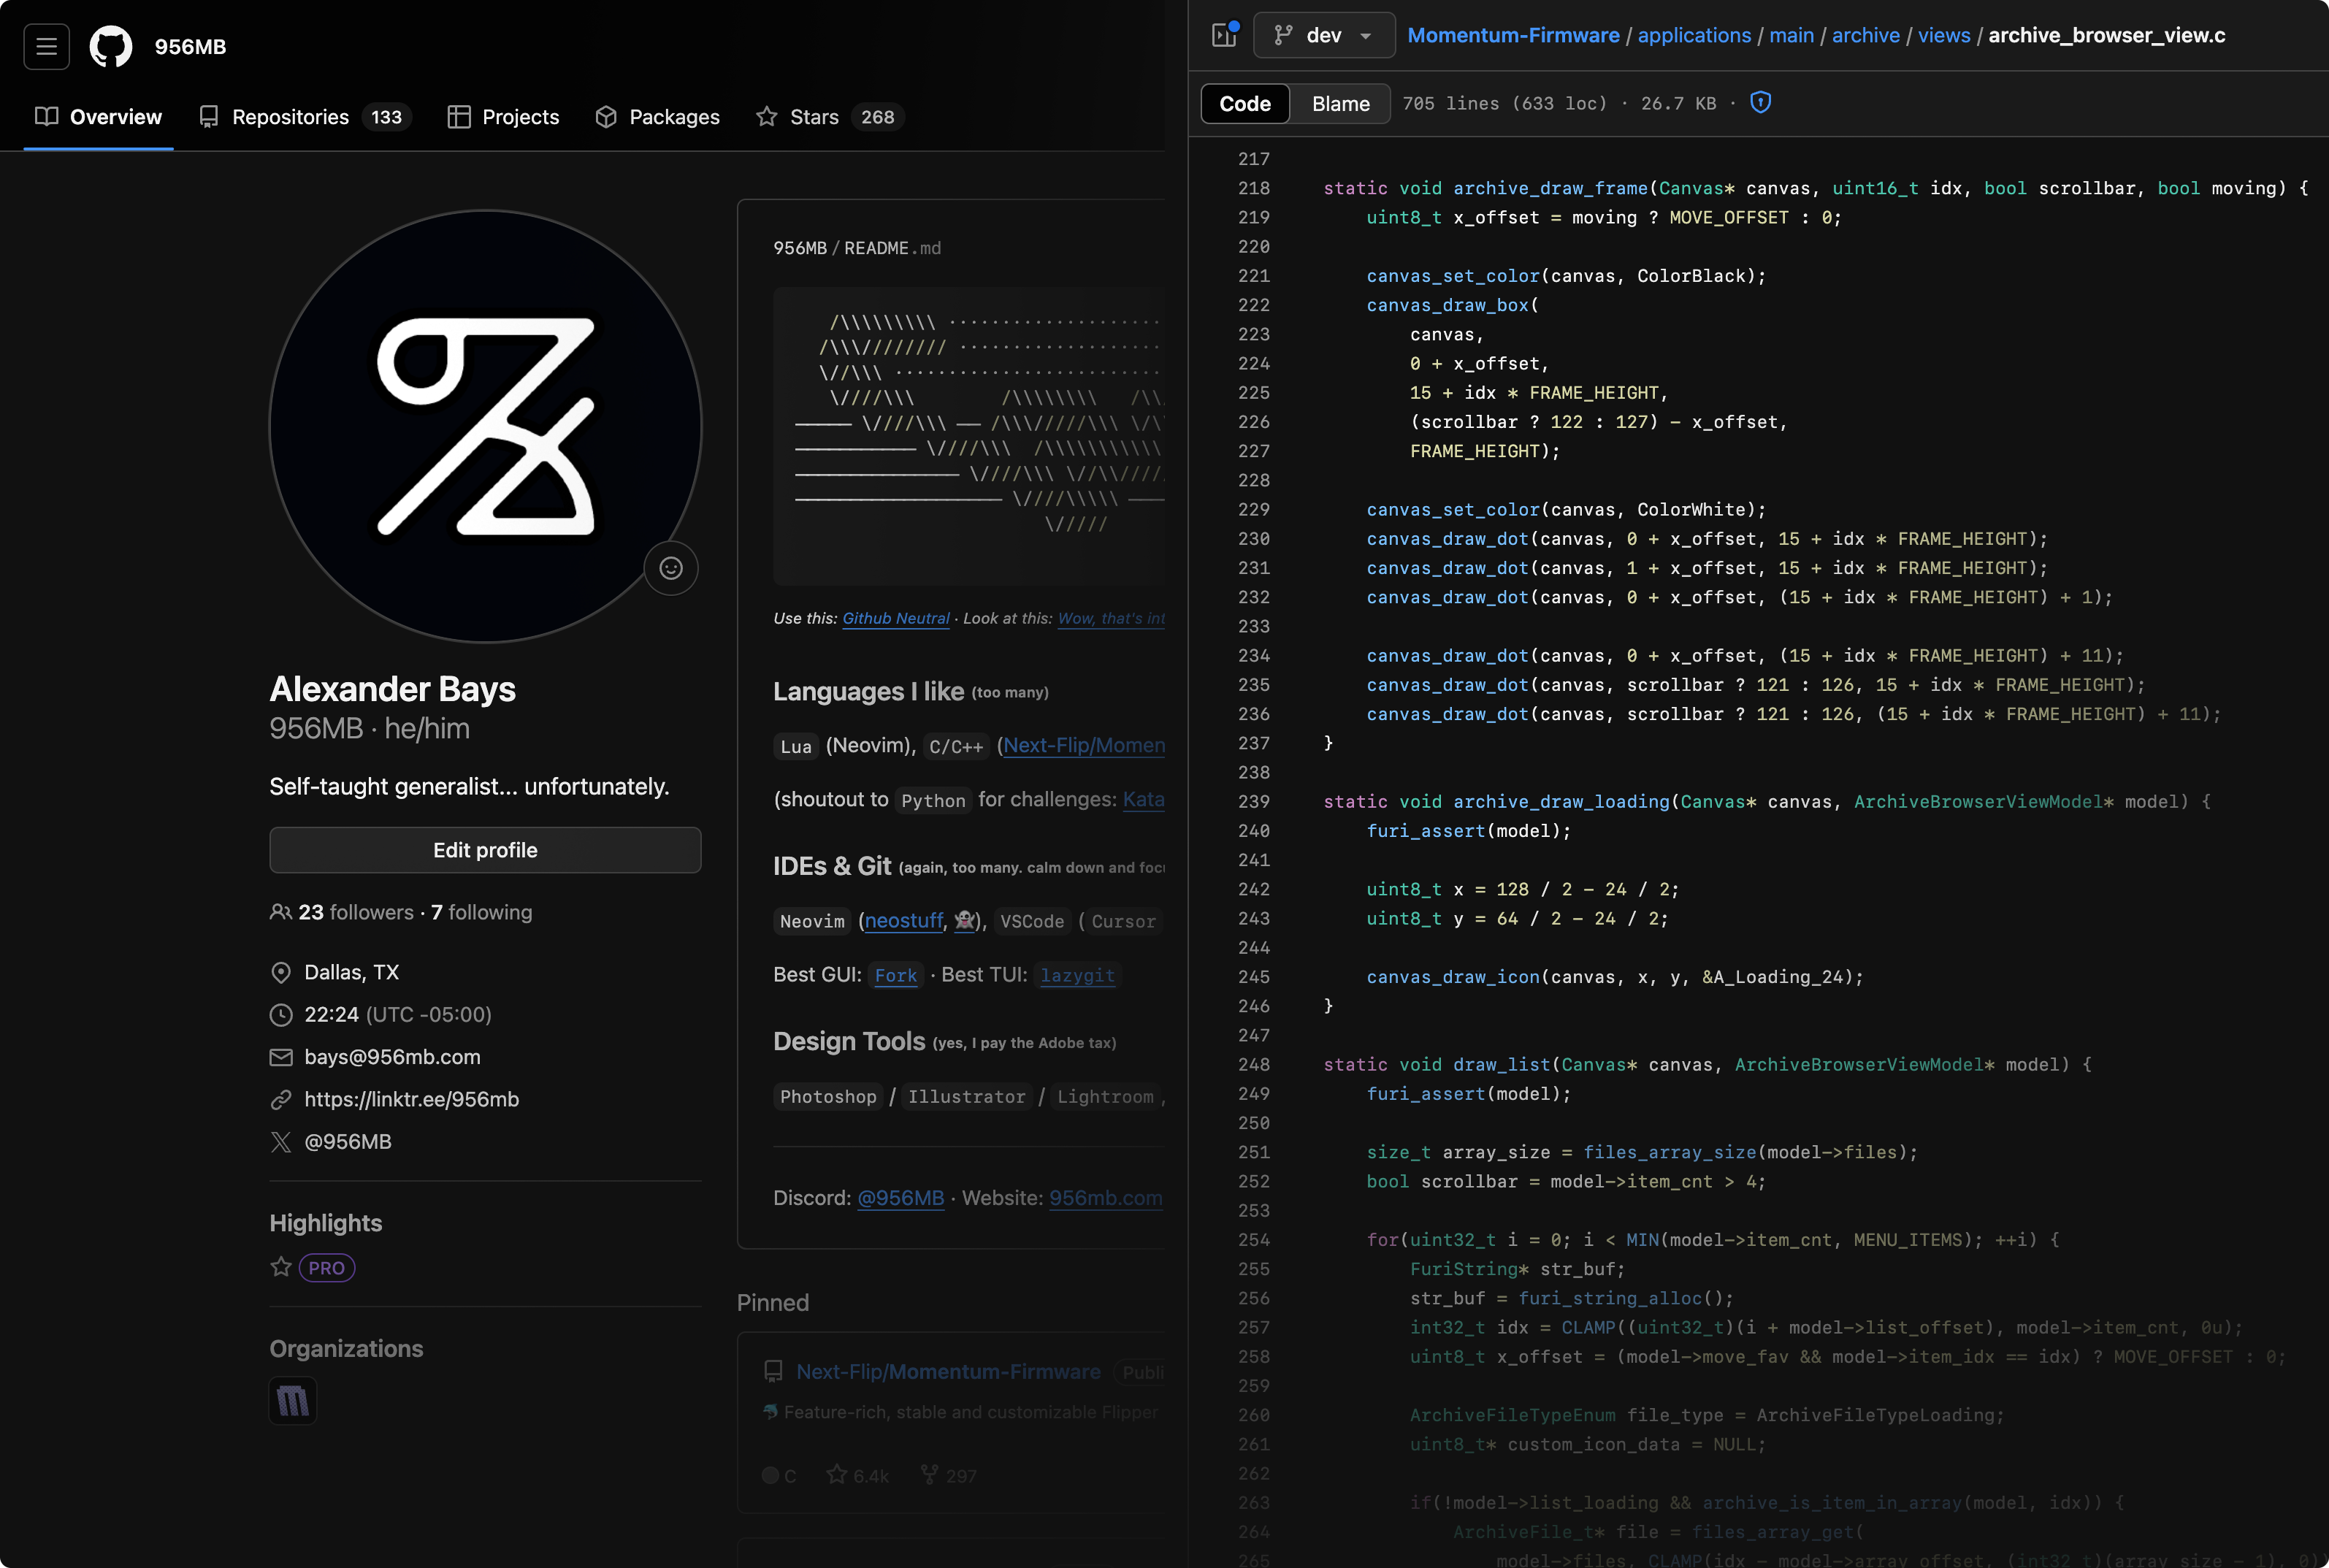 956MB
Overview
Repositories 133
Projects
Packages
Stars 268
Alexander Bays
956MB · he/him
Self-taught generalist... unfortunately.
Edit profile
23 followers · 7 following
Dallas, TX
22:24 (UTC -05:00)
bays@956mb.com
https://linktr.ee/956mb
@956MB
Highlights
PRO
Organizations
956MB / README.md
/\\\\\\\\\ ····················
/\\\//////// ···················
\//\\\ ·························
\////\\\ /\\\\\\\\ /\\
\////\\\ —— /\\\/////\\\ \/\
\////\\\ /\\\\\\\\\\\
\////\\\ \//\\////
\////\\\\\\
\/////
Use this: Github Neutral · Look at this: Wow, that's int
Languages I like (too many)
Lua (Neovim), C/C++ (Next-Flip/Momen
(shoutout to Python for challenges: Kata
IDEs & Git (again, too many. calm down and focu
Neovim (neostuff, 👻), VSCode ( Cursor
Best GUI: Fork · Best TUI: lazygit
Design Tools (yes, I pay the Adobe tax)
Photoshop / Illustrator / Lightroom ,
Discord: @956MB · Website: 956mb.com
Pinned
Next-Flip/Momentum-Firmware Publi
🐬 Feature-rich, stable and customizable Flipper
C 6.4k 297
dev
Momentum-Firmware / applications / main / archive / views / archive_browser_view.c
Code Blame 705 lines (633 loc) · 26.7 KB ·
217
218 static void archive_draw_frame(Canvas* canvas, uint16_t idx, bool scrollbar, bool moving) {
219 uint8_t x_offset = moving ? MOVE_OFFSET : 0;
220
221 canvas_set_color(canvas, ColorBlack);
222 canvas_draw_box(
223 canvas,
224 0 + x_offset,
225 15 + idx * FRAME_HEIGHT,
226 (scrollbar ? 122 : 127) - x_offset,
227 FRAME_HEIGHT);
228
229 canvas_set_color(canvas, ColorWhite);
230 canvas_draw_dot(canvas, 0 + x_offset, 15 + idx * FRAME_HEIGHT);
231 canvas_draw_dot(canvas, 1 + x_offset, 15 + idx * FRAME_HEIGHT);
232 canvas_draw_dot(canvas, 0 + x_offset, (15 + idx * FRAME_HEIGHT) + 1);
233
234 canvas_draw_dot(canvas, 0 + x_offset, (15 + idx * FRAME_HEIGHT) + 11);
235 canvas_draw_dot(canvas, scrollbar ? 121 : 126, 15 + idx * FRAME_HEIGHT);
236 canvas_draw_dot(canvas, scrollbar ? 121 : 126, (15 + idx * FRAME_HEIGHT) + 11);
237 }
238
239 static void archive_draw_loading(Canvas* canvas, ArchiveBrowserViewModel* model) {
240 furi_assert(model);
241
242 uint8_t x = 128 / 2 - 24 / 2;
243 uint8_t y = 64 / 2 - 24 / 2;
244
245 canvas_draw_icon(canvas, x, y, &A_Loading_24);
246 }
247
248 static void draw_list(Canvas* canvas, ArchiveBrowserViewModel* model) {
249 furi_assert(model);
250
251 size_t array_size = files_array_size(model->files);
252 bool scrollbar = model->item_cnt > 4;
253
254 for(uint32_t i = 0; i < MIN(model->item_cnt, MENU_ITEMS); ++i) {
255 FuriString* str_buf;
256 str_buf = furi_string_alloc();
257 int32_t idx = CLAMP((uint32_t)(i + model->list_offset), model->item_cnt, 0u);
258 uint8_t x_offset = (model->move_fav && model->item_idx == idx) ? MOVE_OFFSET : 0;
259
260 ArchiveFileTypeEnum file_type = ArchiveFileTypeLoading;
261 uint8_t* custom_icon_data = NULL;
262
263 if(!model->list_loading && archive_is_item_in_array(model, idx)) {
264 ArchiveFile_t* file = files_array_get(
265 model->files, CLAMP(idx - model->array_offset, (int32_t)(array_size - 1), 0)